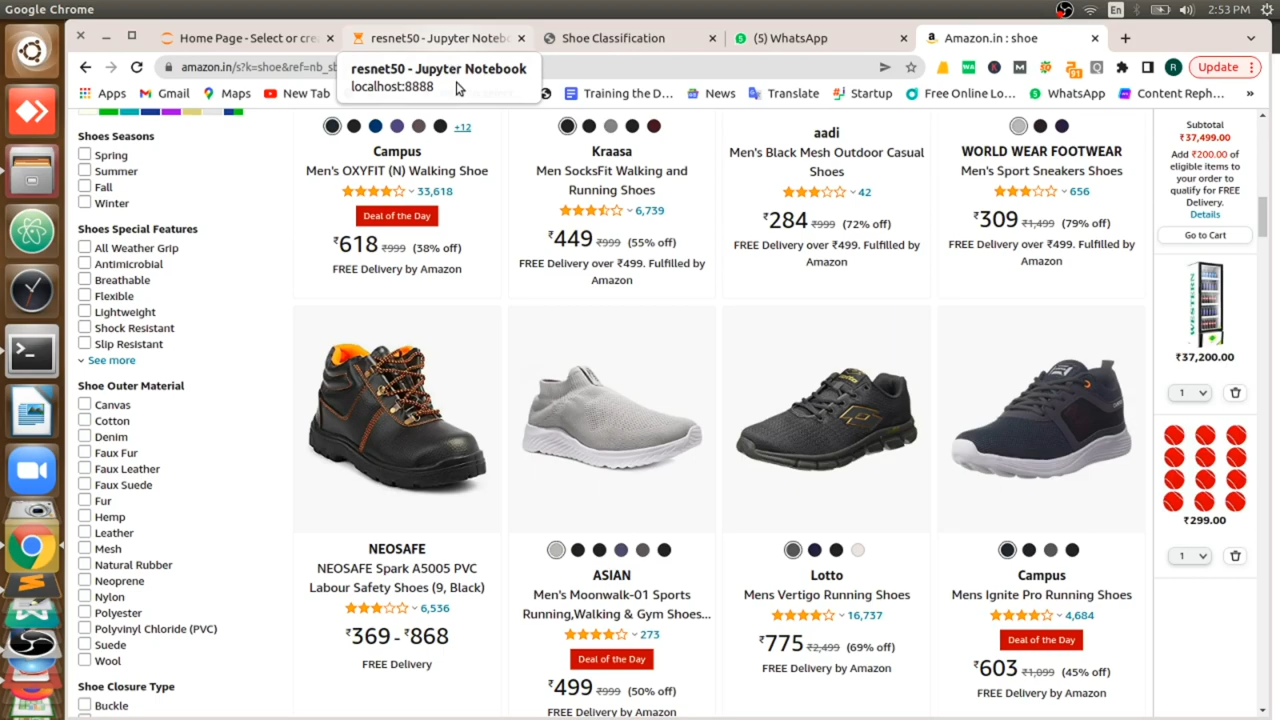 Google Chrome
En
2:53 PM
Home Page - Select or cre
resnet50 - Jupyter Noteb
Shoe Classification
(5) WhatsApp
Amazon.in : shoe
amazon.in/s?k=shoe&ref=nb_sb
Update
resnet50 - Jupyter Notebook
localhost:8888
Apps
Gmail
Maps
New Tab
Training the D...
News
Translate
Startup
Free Online Lo...
WhatsApp
Content Reph...
»
Shoes Seasons
Spring
Summer
Fall
Winter
Shoes Special Features
All Weather Grip
Antimicrobial
Breathable
Flexible
Lightweight
Shock Resistant
Slip Resistant
See more
Shoe Outer Material
Canvas
Cotton
Denim
Faux Fur
Faux Leather
Faux Suede
Fur
Hemp
Leather
Mesh
Natural Rubber
Neoprene
Nylon
Polyester
Polyvinyl Chloride (PVC)
Suede
Wool
Shoe Closure Type
Buckle
+12
Campus
Men's OXYFIT (N) Walking Shoe
33,618
Deal of the Day
₹618 ₹999 (38% off)
FREE Delivery by Amazon
Kraasa
Men SocksFit Walking and
Running Shoes
6,739
₹449 ₹999 (55% off)
FREE Delivery over ₹499. Fulfilled by
Amazon
aadi
Men's Black Mesh Outdoor Casual
Shoes
42
₹284 ₹999 (72% off)
FREE Delivery over ₹499. Fulfilled by
Amazon
WORLD WEAR FOOTWEAR
Men's Sport Sneakers Shoes
656
₹309 ₹1,499 (79% off)
FREE Delivery over ₹499. Fulfilled by
Amazon
NEOSAFE
NEOSAFE Spark A5005 PVC
Labour Safety Shoes (9, Black)
6,536
₹369 - ₹868
FREE Delivery
ASIAN
Men's Moonwalk-01 Sports
Running,Walking & Gym Shoes...
273
Deal of the Day
₹499 ₹999 (50% off)
FREE Delivery by Amazon
Lotto
Mens Vertigo Running Shoes
16,737
₹775 ₹2,499 (69% off)
FREE Delivery by Amazon
Campus
Mens Ignite Pro Running Shoes
4,684
Deal of the Day
₹603 ₹1,099 (45% off)
FREE Delivery by Amazon
Subtotal
₹37,499.00
Add ₹200.00 of
eligible items to
your order to
qualify for FREE
Delivery.
Details
Go to Cart
WESTERN
₹37,200.00
1
₹299.00
1